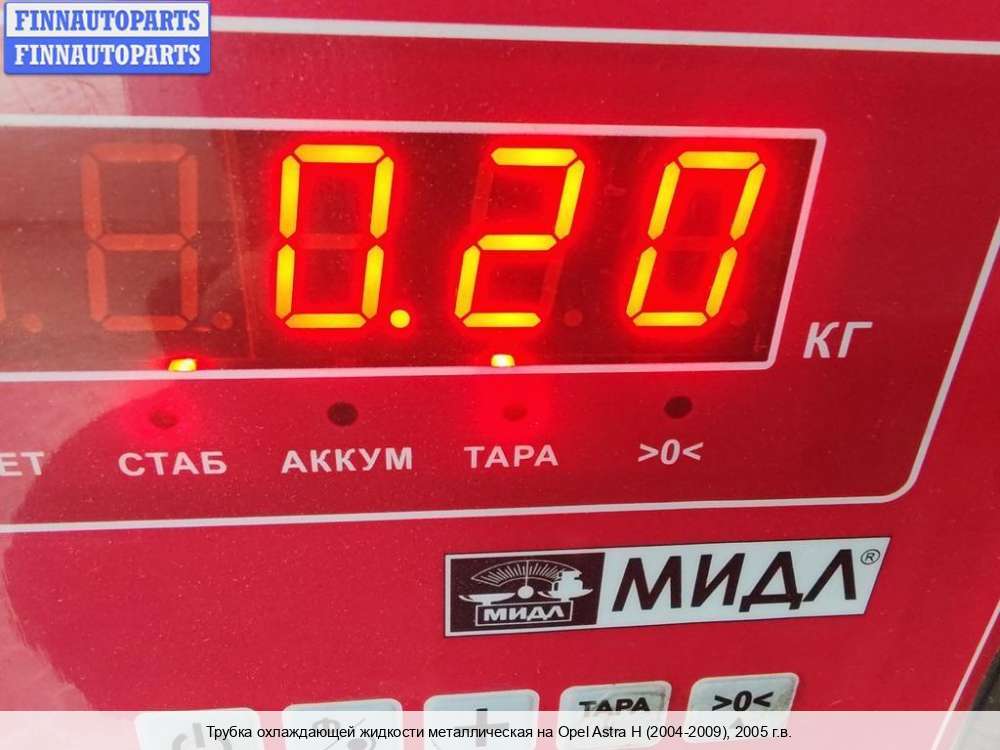 FINNAUTOPARTS
FINNAUTOPARTS
0.20
КГ
СТАБ АККУМ ТАРА >0<
МИДЛ МИДЛ®
ТАРА >0<
Трубка охлаждающей жидкости металлическая на Opel Astra H (2004-2009), 2005 г.в.